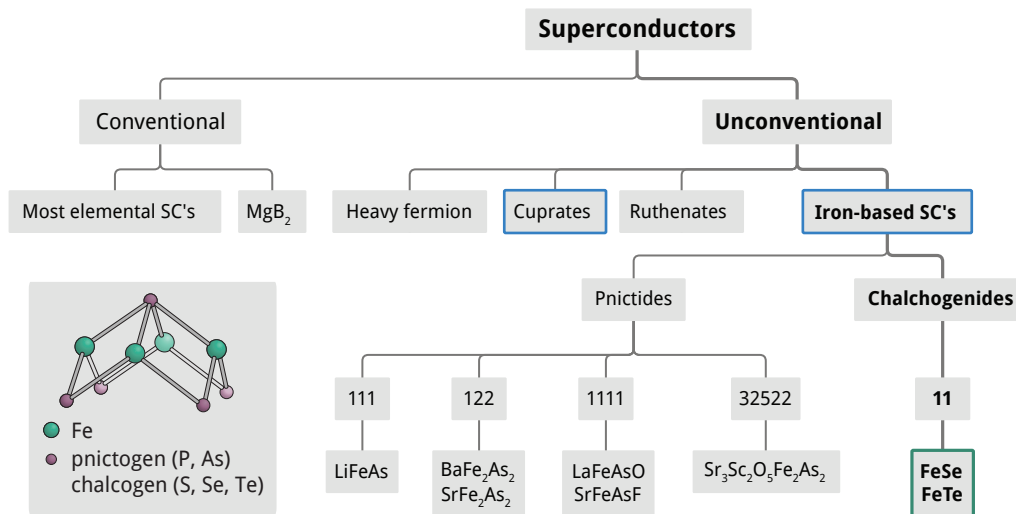 Superconductors
Conventional
Unconventional
Most elemental SC's
MgB₂
Heavy fermion
Cuprates
Ruthenates
Iron-based SC's
Pnictides
Chalchogenides
111
122
1111
32522
11
Fe
pnictogen (P, As)
chalcogen (S, Se, Te)
LiFeAs
BaFe₂As₂
SrFe₂As₂
LaFeAsO
SrFeAsF
Sr₃Sc₂O₅Fe₂As₂
FeSe
FeTe